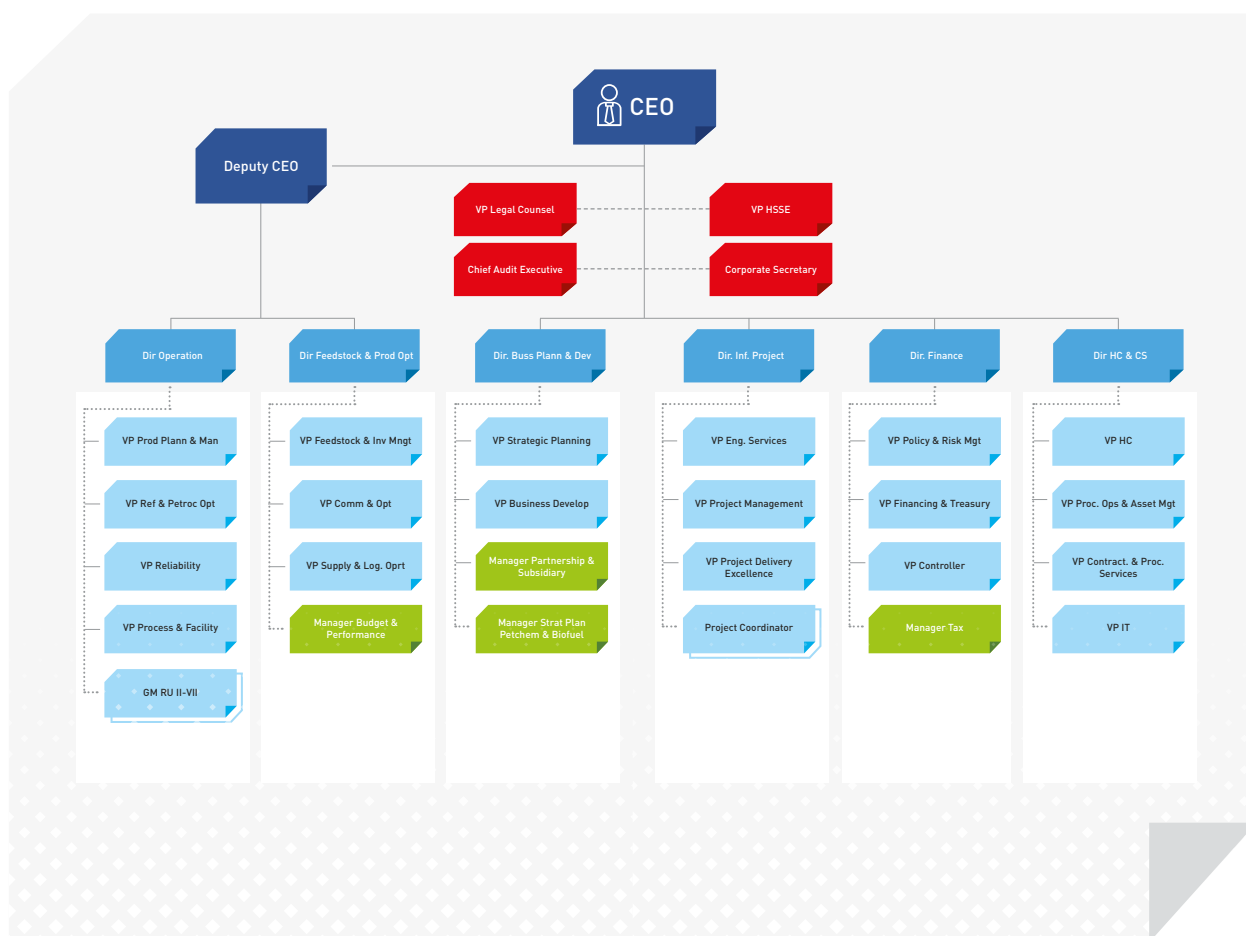 CEO
Deputy CEO
VP Legal Counsel
VP HSSE
Chief Audit Executive
Corporate Secretary
Dir Operation
Dir Feedstock & Prod Opt
Dir. Buss Plann & Dev
Dir. Inf. Project
Dir. Finance
Dir HC & CS
VP Prod Plann & Man
VP Ref & Petroc Opt
VP Reliability
VP Process & Facility
GM RU II-VII
VP Feedstock & Inv Mngt
VP Comm & Opt
VP Supply & Log. Oprt
Manager Budget &
Performance
VP Strategic Planning
VP Business Develop
Manager Partnership &
Subsidiary
Manager Strat Plan
Petchem & Biofuel
VP Eng. Services
VP Project Management
VP Project Delivery
Excellence
Project Coordinator
VP Policy & Risk Mgt
VP Financing & Treasury
VP Controller
Manager Tax
VP HC
VP Proc. Ops & Asset Mgt
VP Contract. & Proc.
Services
VP IT